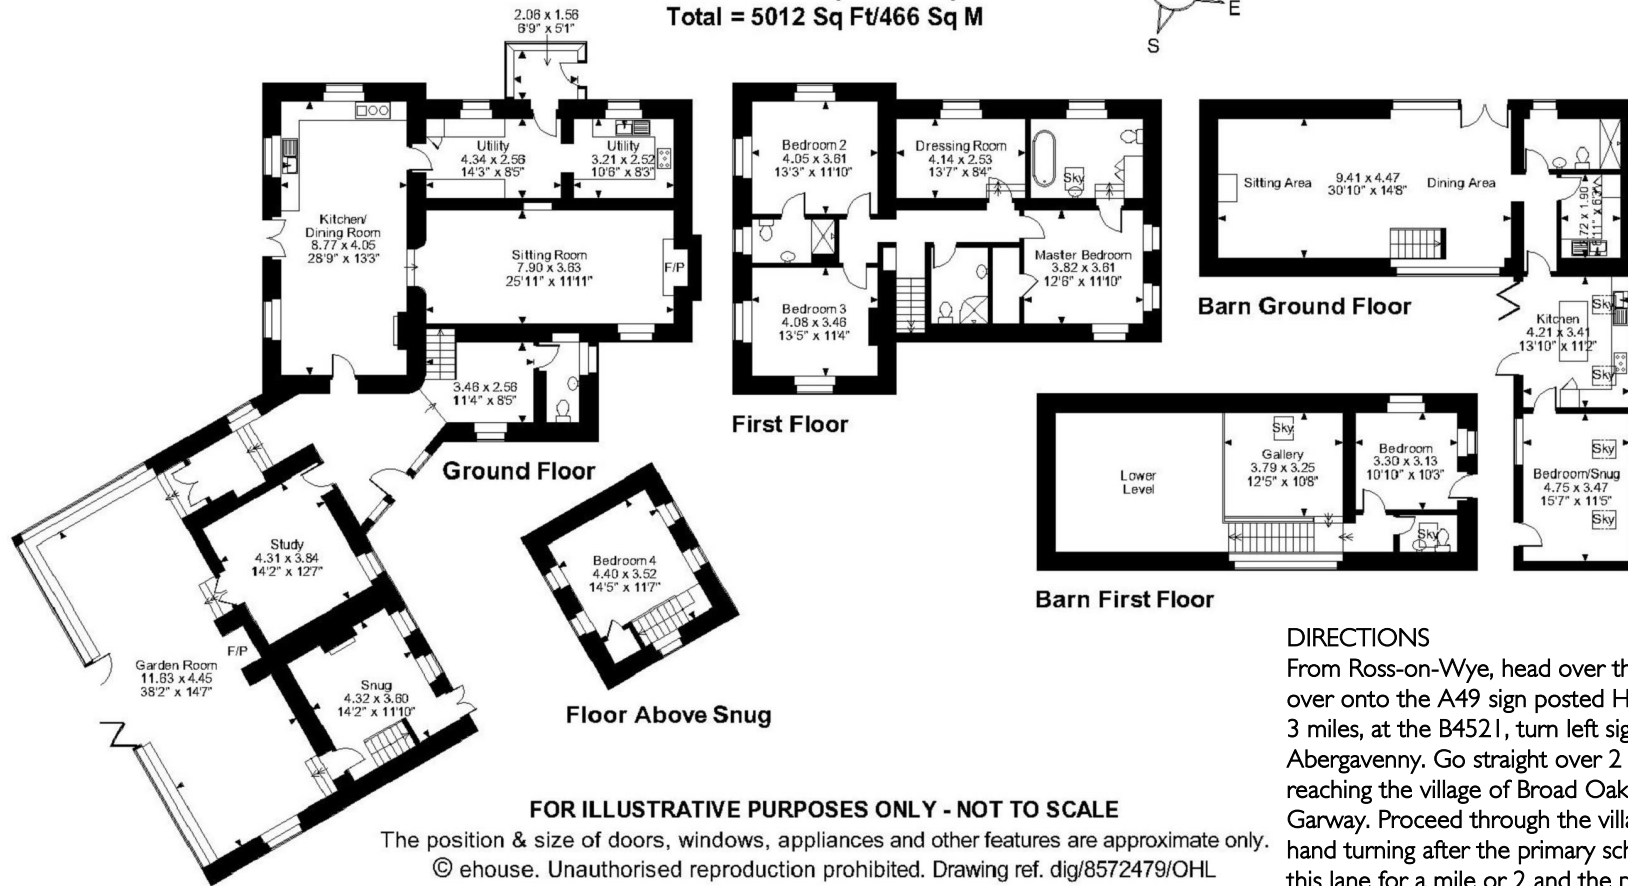 Total = 5012 Sq Ft/466 Sq M
E
S
2.06 x 1.56
6'9" x 5'1"
Utility
4.34 x 2.56
14'3" x 8'5"
Utility
3.21 x 2.52
10'6" x 8'3"
Kitchen/
Dining Room
8.77 x 4.05
28'9" x 13'3"
Sitting Room
7.90 x 3.63
25'11" x 11'11"
F/P
3.46 x 2.56
11'4" x 8'5"
Ground Floor
Study
4.31 x 3.84
14'2" x 12'7"
F/P
Garden Room
11.63 x 4.45
38'2" x 14'7"
Snug
4.32 x 3.60
14'2" x 11'10"
Bedroom 2
4.05 x 3.61
13'3" x 11'10"
Dressing Room
4.14 x 2.53
13'7" x 8'4"
Sky
Master Bedroom
3.82 x 3.61
12'6" x 11'10"
Bedroom 3
4.08 x 3.46
13'5" x 11'4"
First Floor
Bedroom 4
4.40 x 3.52
14'5" x 11'7"
Floor Above Snug
Sitting Area
9.41 x 4.47
30'10" x 14'8"
Dining Area
Barn Ground Floor
Sky
Kitchen
4.21 x 3.41
13'10" x 11'2"
Sky
Sky
Bedroom/Snug
4.75 x 3.47
15'7" x 11'5"
Sky
Lower
Level
Sky
Gallery
3.79 x 3.25
12'5" x 10'8"
Bedroom
3.30 x 3.13
10'10" x 10'3"
Sky
Barn First Floor
DIRECTIONS
From Ross-on-Wye, head over
over onto the A49 sign posted
3 miles, at the B4521, turn left
Abergavenny. Go straight over 2
reaching the village of Broad Oak
Garway. Proceed through the
hand turning after the primary
this lane for a mile or 2 and the
FOR ILLUSTRATIVE PURPOSES ONLY - NOT TO SCALE
The position & size of doors, windows, appliances and other features are approximate only.
© ehouse. Unauthorised reproduction prohibited. Drawing ref. dig/8572479/OHL